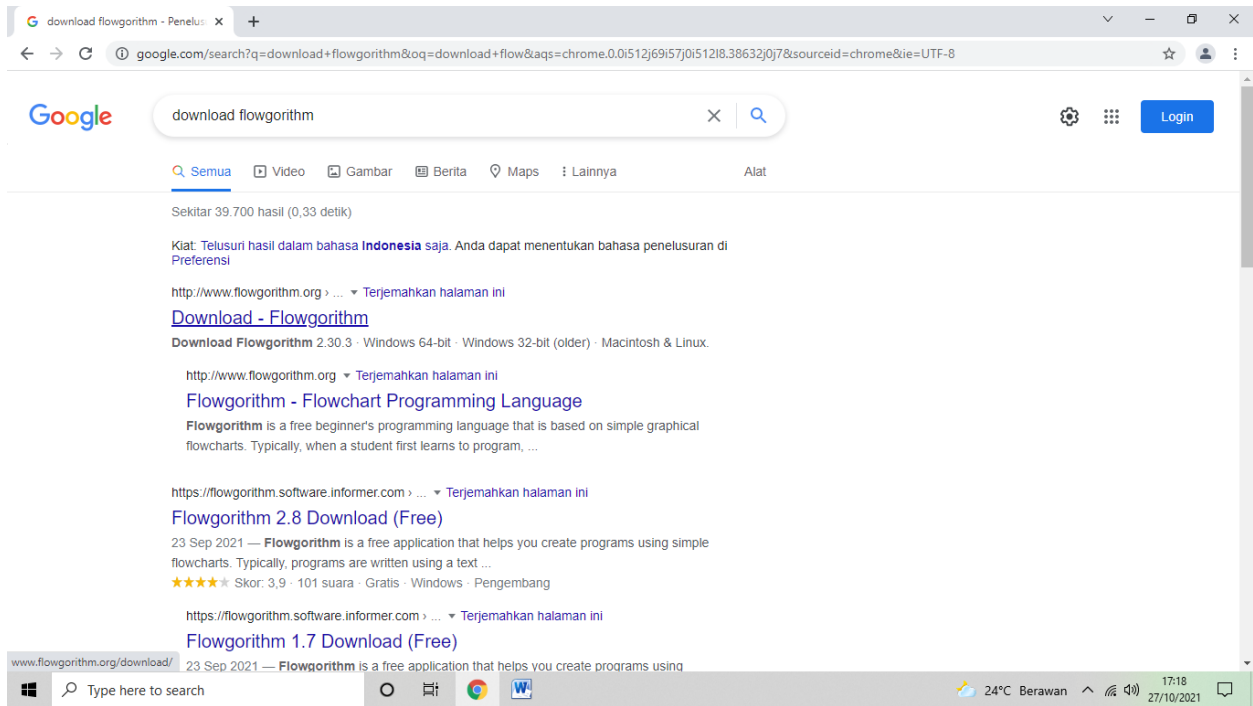 download flowgorithm - Penelus
google.com/search?q=download+flowgorithm&oq=download+flow&aqs=chrome.0.0i512j69i57j0i512l8.38632j0j7&sourceid=chrome&ie=UTF-8
Google
download flowgorithm
Login
Semua Video Gambar Berita Maps Lainnya Alat
Sekitar 39.700 hasil (0,33 detik)
Kiat: Telusuri hasil dalam bahasa Indonesia saja. Anda dapat menentukan bahasa penelusuran di
Preferensi
http://www.flowgorithm.org › ... Terjemahkan halaman ini
Download - Flowgorithm
Download Flowgorithm 2.30.3 · Windows 64-bit · Windows 32-bit (older) · Macintosh & Linux.
http://www.flowgorithm.org Terjemahkan halaman ini
Flowgorithm - Flowchart Programming Language
Flowgorithm is a free beginner's programming language that is based on simple graphical
flowcharts. Typically, when a student first learns to program, ...
https://flowgorithm.software.informer.com › ... Terjemahkan halaman ini
Flowgorithm 2.8 Download (Free)
23 Sep 2021 — Flowgorithm is a free application that helps you create programs using simple
flowcharts. Typically, programs are written using a text ...
Skor: 3,9 · 101 suara · Gratis · Windows · Pengembang
https://flowgorithm.software.informer.com › ... Terjemahkan halaman ini
Flowgorithm 1.7 Download (Free)
23 Sep 2021 — Flowgorithm is a free application that helps you create programs using
www.flowgorithm.org/download/
Type here to search
24°C Berawan
17:18
27/10/2021